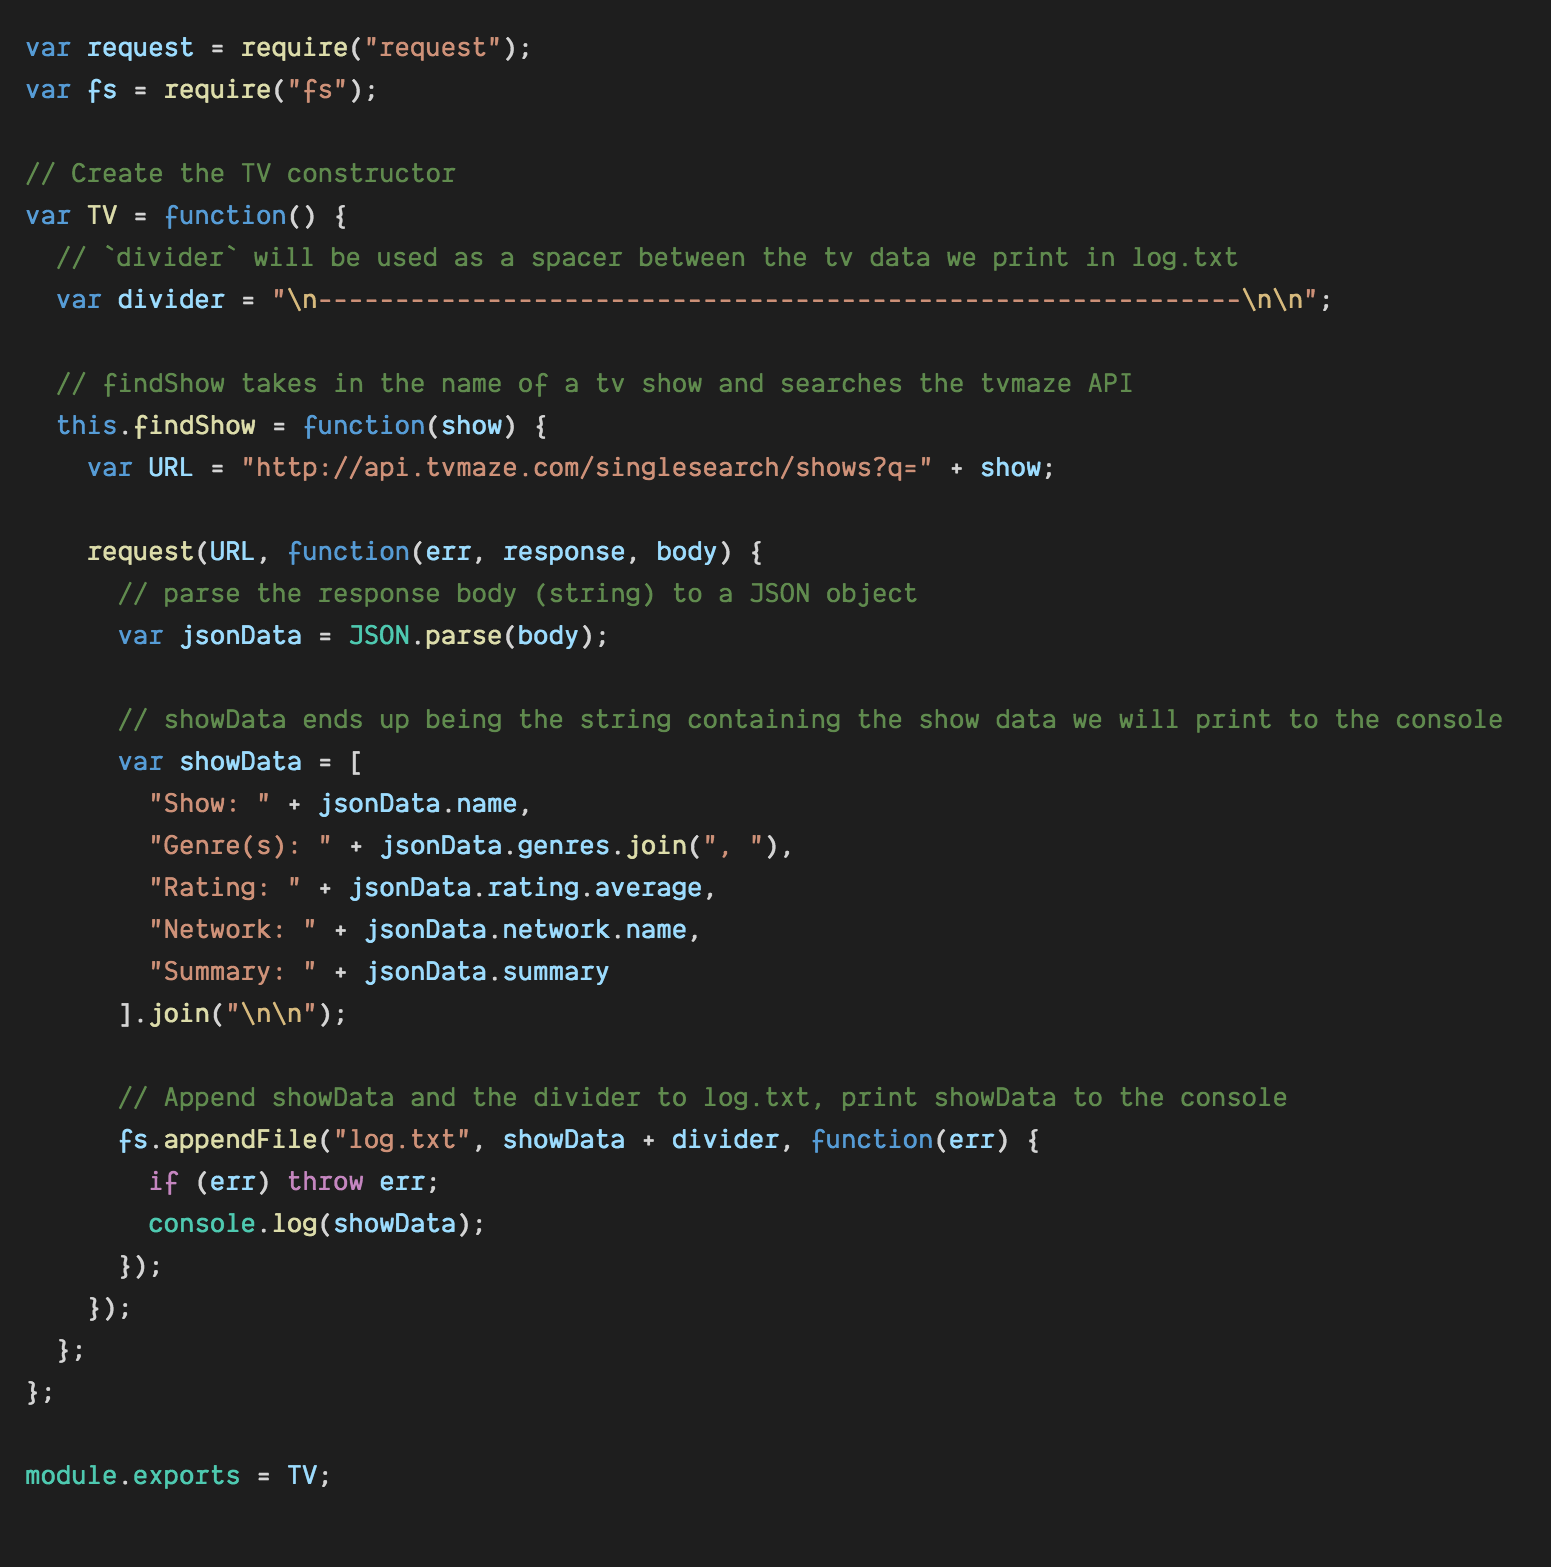 var request = require("request");
var fs = require("fs");

// Create the TV constructor
var TV = function() {
  // `divider` will be used as a spacer between the tv data we print in log.txt
  var divider = "\n------------------------------------------------------------\n\n";

  // findShow takes in the name of a tv show and searches the tvmaze API
  this.findShow = function(show) {
    var URL = "http://api.tvmaze.com/singlesearch/shows?q=" + show;

    request(URL, function(err, response, body) {
      // parse the response body (string) to a JSON object
      var jsonData = JSON.parse(body);

      // showData ends up being the string containing the show data we will print to the console
      var showData = [
        "Show: " + jsonData.name,
        "Genre(s): " + jsonData.genres.join(", "),
        "Rating: " + jsonData.rating.average,
        "Network: " + jsonData.network.name,
        "Summary: " + jsonData.summary
      ].join("\n\n");

      // Append showData and the divider to log.txt, print showData to the console
      fs.appendFile("log.txt", showData + divider, function(err) {
        if (err) throw err;
        console.log(showData);
      });
    });
  };
};

module.exports = TV;